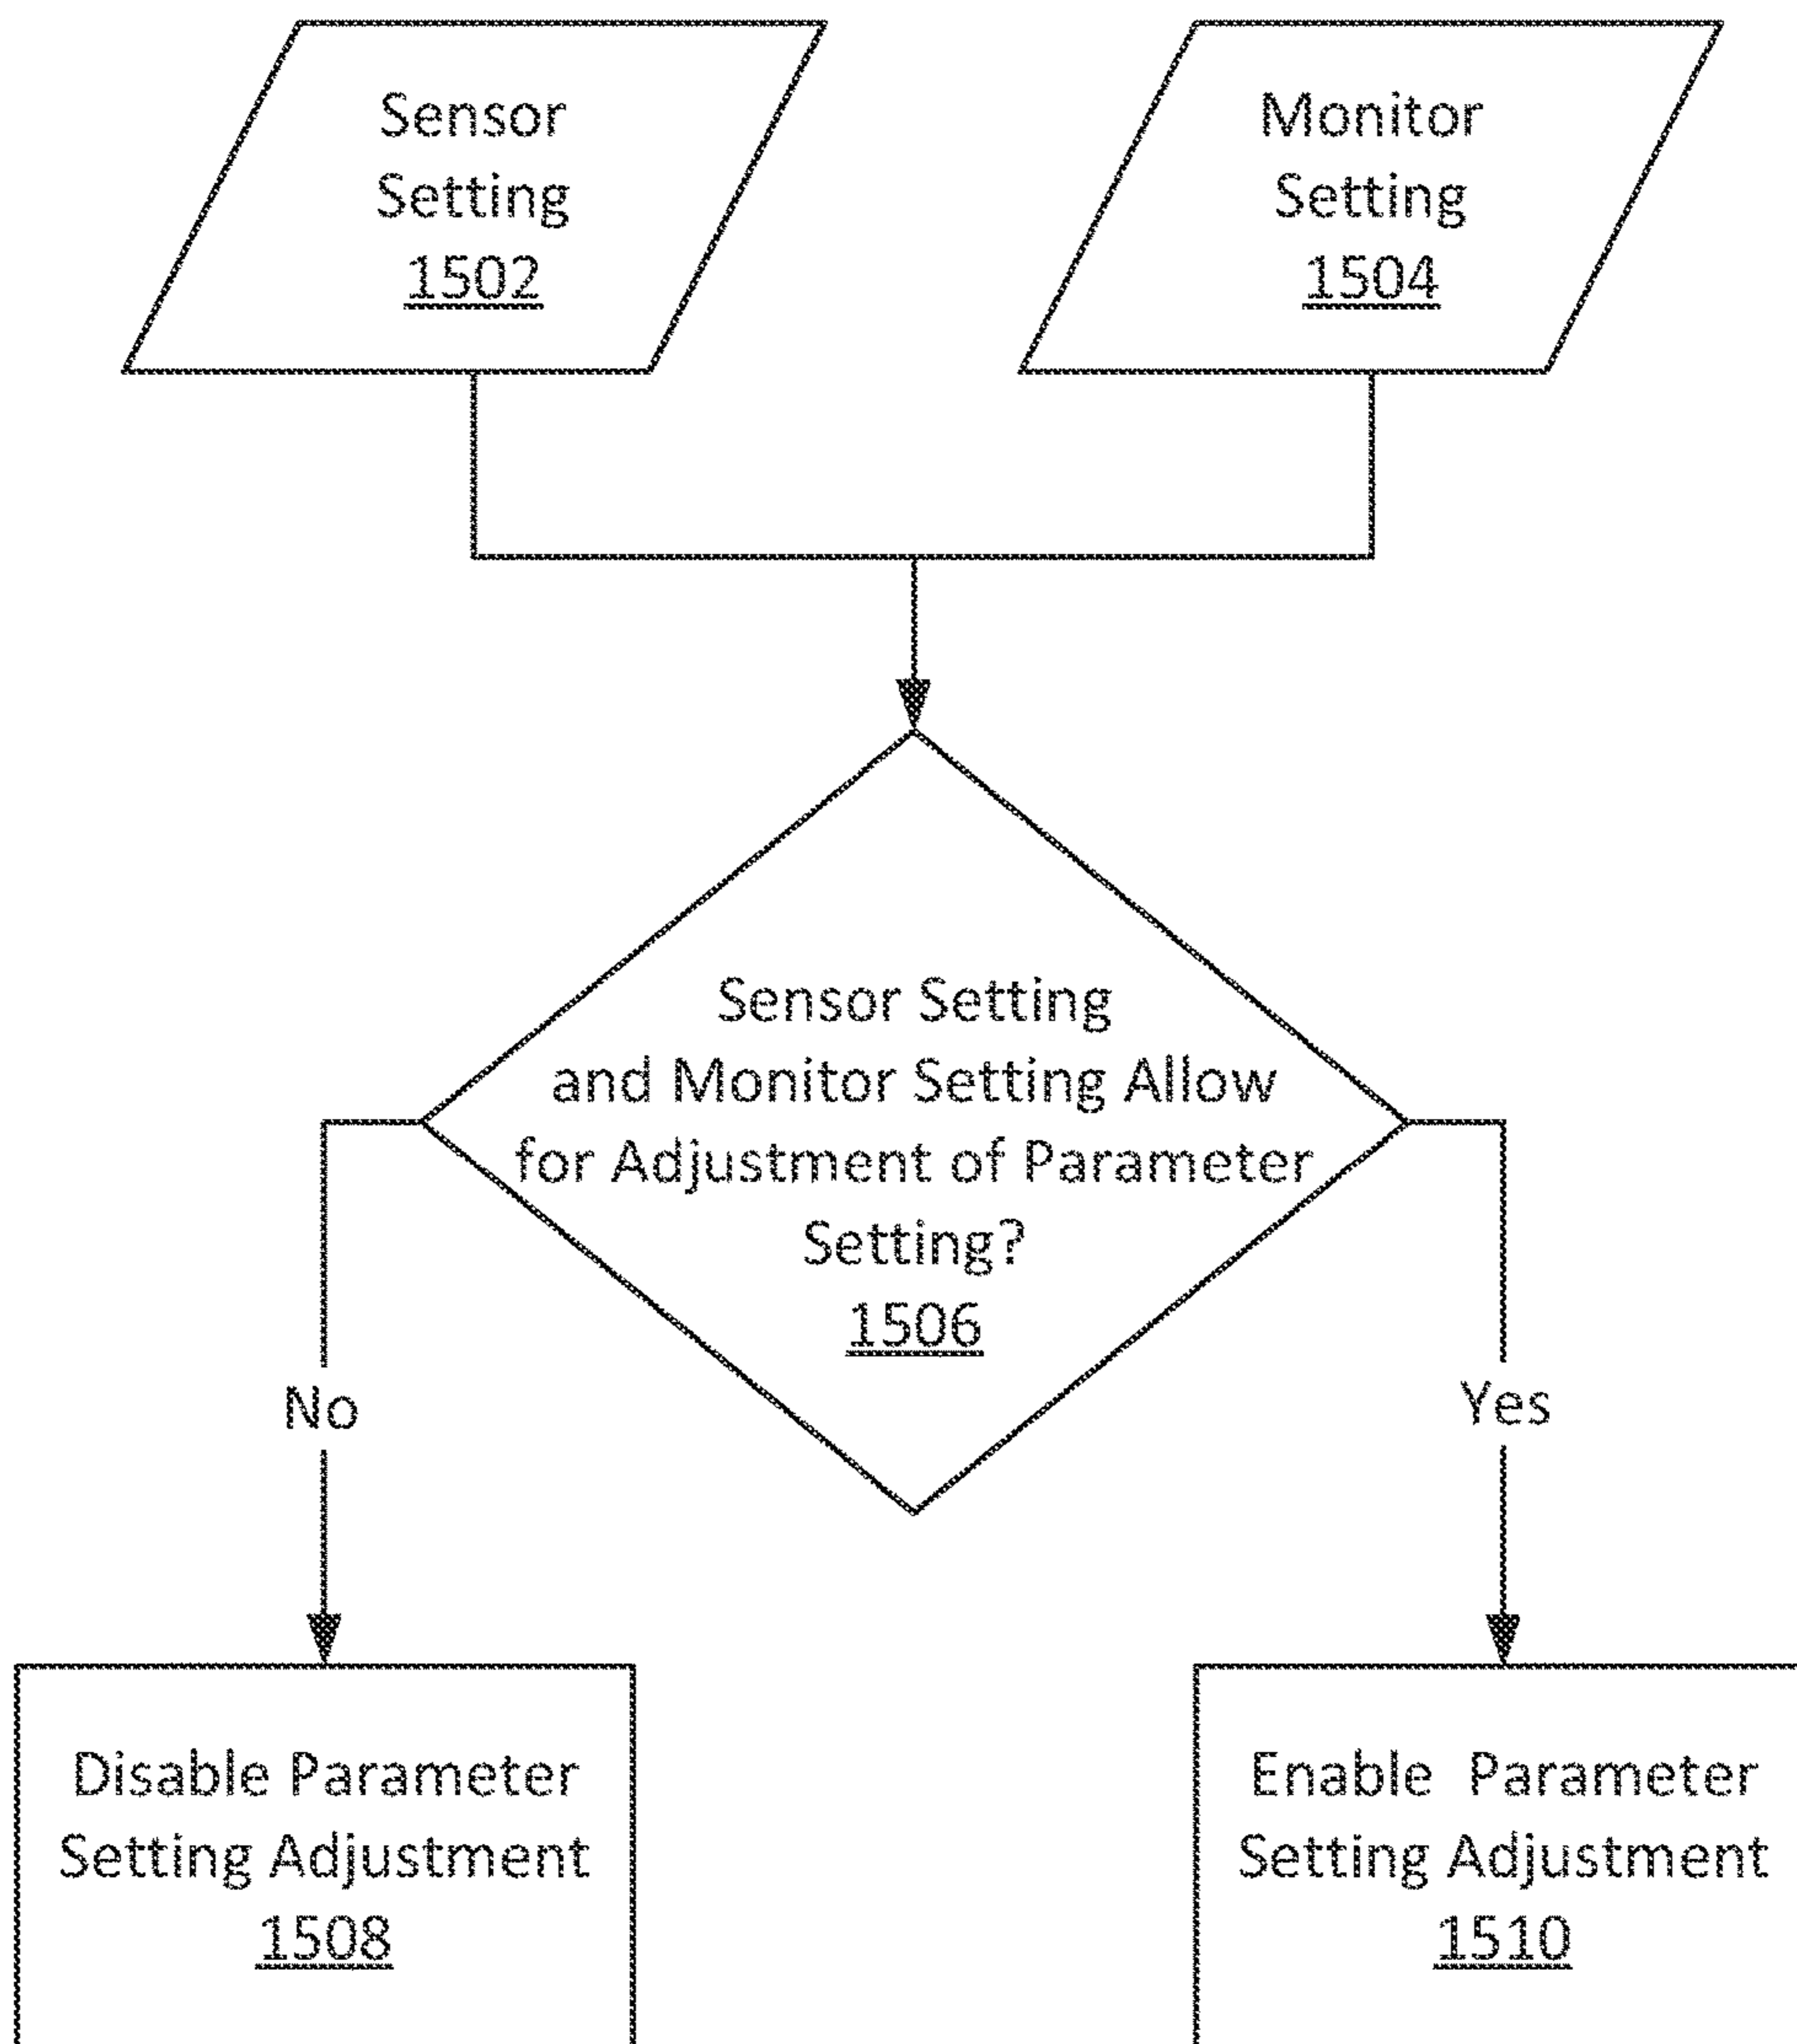 Sensor
Setting
1502
Monitor
Setting
1504
Sensor Setting
and Monitor Setting Allow
for Adjustment of Parameter
Setting?
1506
No
Yes
Disable Parameter
Setting Adjustment
1508
Enable Parameter
Setting Adjustment
1510